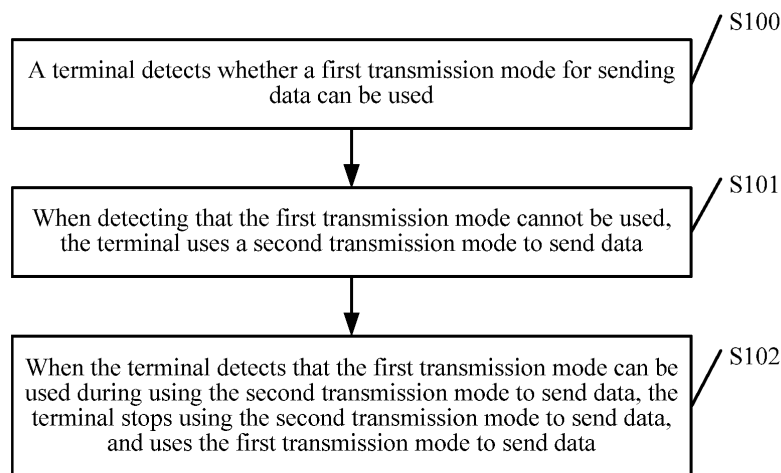 S100
A terminal detects whether a first transmission mode for sending
data can be used
S101
When detecting that the first transmission mode cannot be used,
the terminal uses a second transmission mode to send data
S102
When the terminal detects that the first transmission mode can be
used during using the second transmission mode to send data, the
terminal stops using the second transmission mode to send data,
and uses the first transmission mode to send data